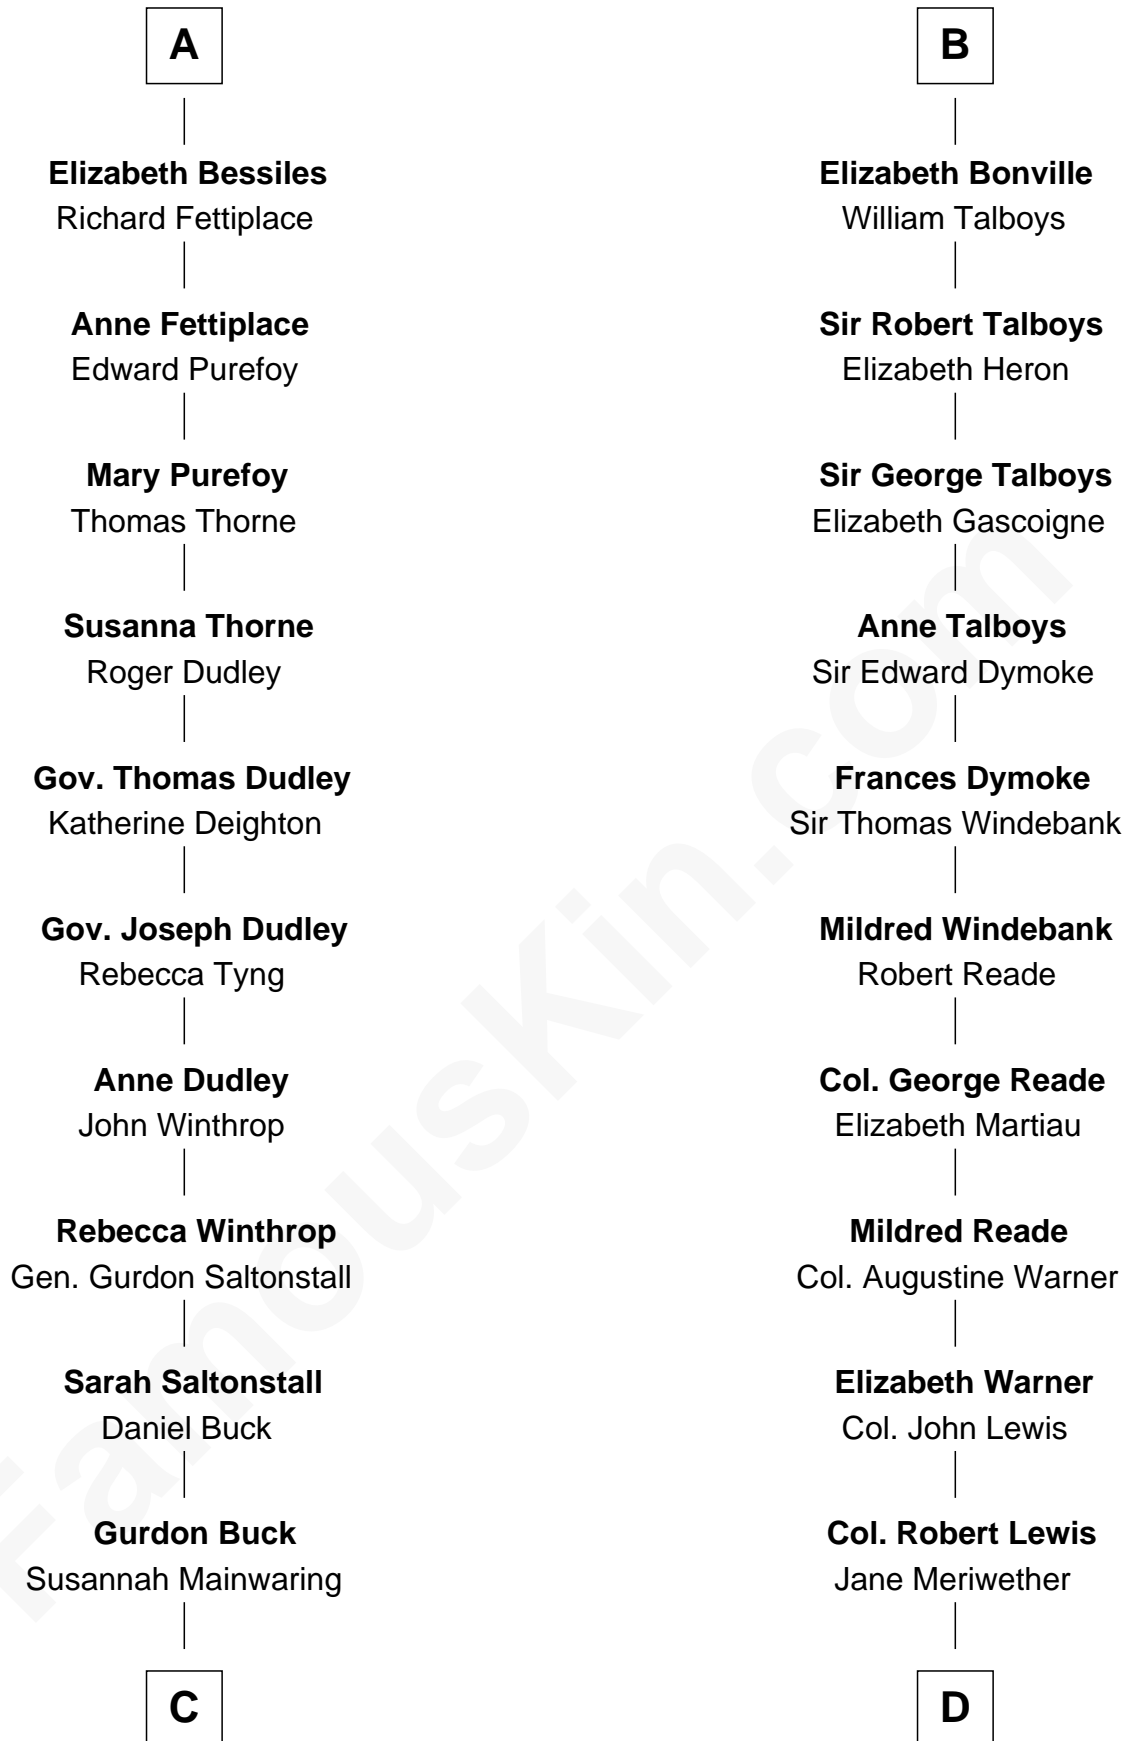 A
Elizabeth Bessiles
Richard Fettiplace
Anne Fettiplace
Edward Purefoy
Mary Purefoy
Thomas Thorne
Susanna Thorne
Roger Dudley
Gov. Thomas Dudley
Katherine Deighton
Gov. Joseph Dudley
Rebecca Tyng
Anne Dudley
John Winthrop
Rebecca Winthrop
Gen. Gurdon Saltonstall
Sarah Saltonstall
Daniel Buck
Gurdon Buck
Susannah Mainwaring
C
B
Elizabeth Bonville
William Talboys
Sir Robert Talboys
Elizabeth Heron
Sir George Talboys
Elizabeth Gascoigne
Anne Talboys
Sir Edward Dymoke
Frances Dymoke
Sir Thomas Windebank
Mildred Windebank
Robert Reade
Col. George Reade
Elizabeth Martiau
Mildred Reade
Col. Augustine Warner
Elizabeth Warner
Col. John Lewis
Col. Robert Lewis
Jane Meriwether
D
FamousKin.com